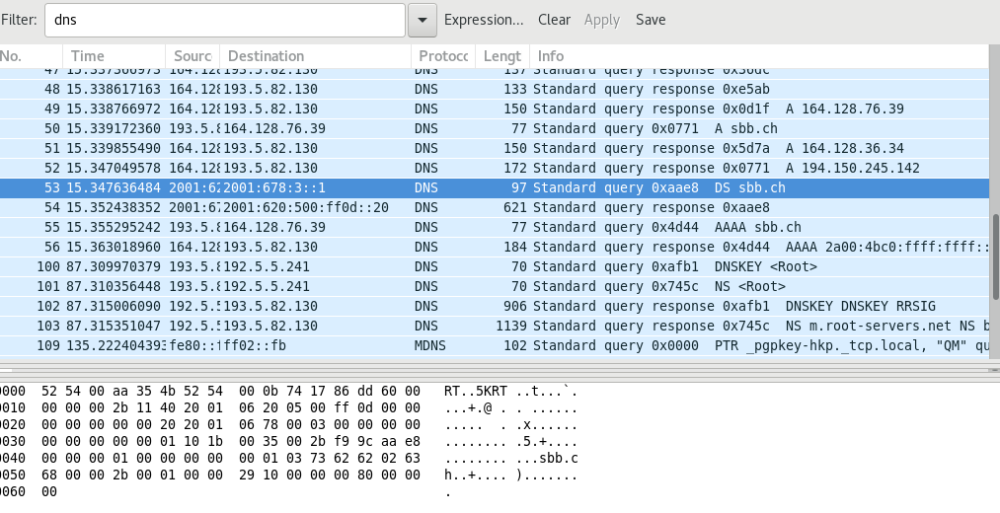 Filter: dns Expression... Clear Apply Save
No. Time Sourc Destination Protocc Lengt Info
47 15.337366973 164.128 193.5.82.130 DNS 137 Standard query response 0x36dc
48 15.338617163 164.128 193.5.82.130 DNS 133 Standard query response 0xe5ab
49 15.338766972 164.128 193.5.82.130 DNS 150 Standard query response 0x0d1f A 164.128.76.39
50 15.339172360 193.5.8 164.128.76.39 DNS 77 Standard query 0x0771 A sbb.ch
51 15.339855490 164.128 193.5.82.130 DNS 150 Standard query response 0x5d7a A 164.128.36.34
52 15.347049578 164.128 193.5.82.130 DNS 172 Standard query response 0x0771 A 194.150.245.142
53 15.347636484 2001:62 2001:678:3::1 DNS 97 Standard query 0xaae8 DS sbb.ch
54 15.352438352 2001:67 2001:620:500:ff0d::20 DNS 621 Standard query response 0xaae8
55 15.355295242 193.5.8 164.128.76.39 DNS 77 Standard query 0x4d44 AAAA sbb.ch
56 15.363018960 164.128 193.5.82.130 DNS 184 Standard query response 0x4d44 AAAA 2a00:4bc0:ffff:ffff::
100 87.309970379 193.5.8 192.5.5.241 DNS 70 Standard query 0xafb1 DNSKEY <Root>
101 87.310356448 193.5.8 192.5.5.241 DNS 70 Standard query 0x745c NS <Root>
102 87.315006090 192.5.5 193.5.82.130 DNS 906 Standard query response 0xafb1 DNSKEY DNSKEY RRSIG
103 87.315351047 192.5.5 193.5.82.130 DNS 1139 Standard query response 0x745c NS m.root-servers.net NS b
109 135.222404393 fe80:: ff02::fb MDNS 102 Standard query 0x0000 PTR _pgpkey-hkp._tcp.local, "QM" qu
0000 52 54 00 aa 35 4b 52 54 00 0b 74 17 86 dd 60 00 RT..5KRT ..t...`.
0010 00 00 00 2b 11 40 20 01 06 20 05 00 ff 0d 00 00 ...+.@ . . ......
0020 00 00 00 00 00 20 20 01 06 78 00 03 00 00 00 00 ..... . .x......
0030 00 00 00 00 00 01 10 1b 00 35 00 2b f9 9c aa e8 ........ .5.+....
0040 00 00 00 01 00 00 00 00 00 01 03 73 62 62 02 63 ........ ...sbb.c
0050 68 00 00 2b 00 01 00 00 29 10 00 00 00 80 00 00 h..+.... ).......
0060 00 .